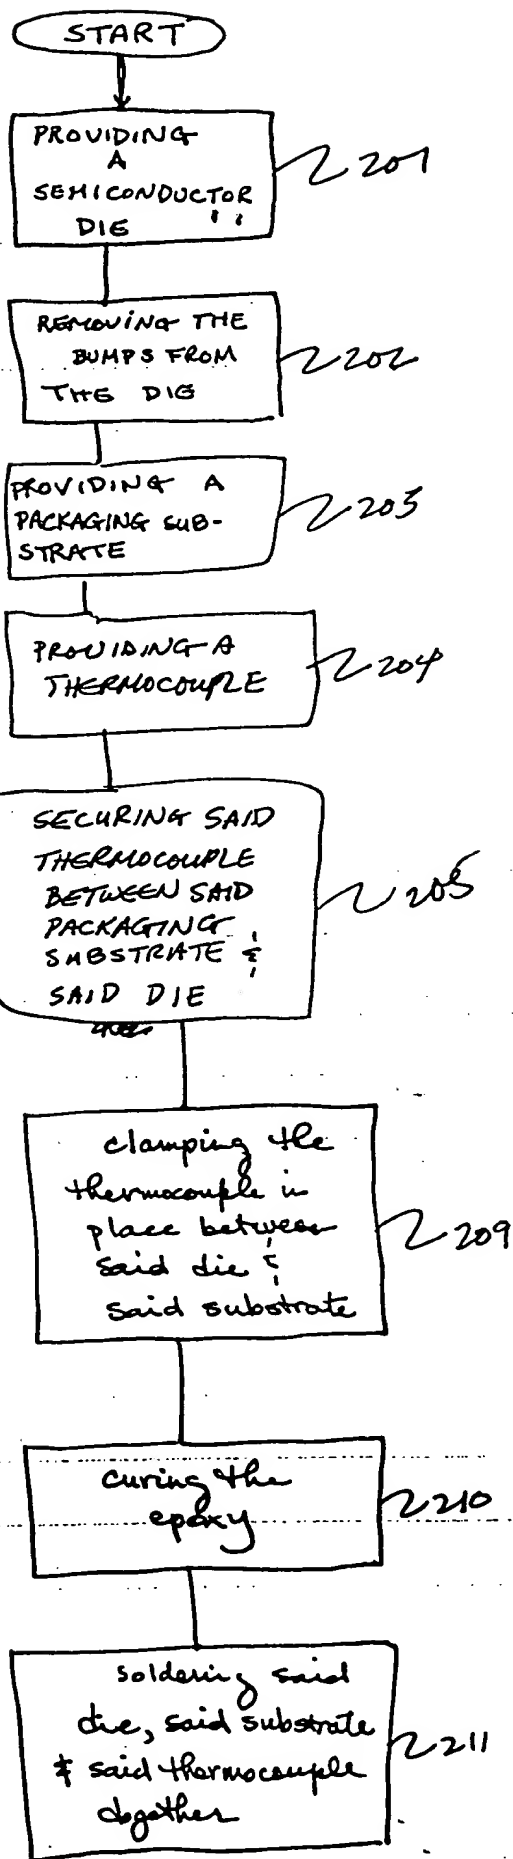 START
PROVIDING
A
SEMICONDUCTOR
DIE
201
REMOVING THE
BUMPS FROM
THE DIE
202
PROVIDING A
PACKAGING SUB-
STRATE
203
PROVIDING A
THERMOCOUPLE
204
SECURING SAID
THERMOCOUPLE
BETWEEN SAID
PACKAGING
SUBSTRATE &
SAID DIE
205
clamping the
thermocouple in
place between
said die &
said substrate
209
curing the
epoxy
210
soldering said
die, said substrate
& said thermocouple
together
211